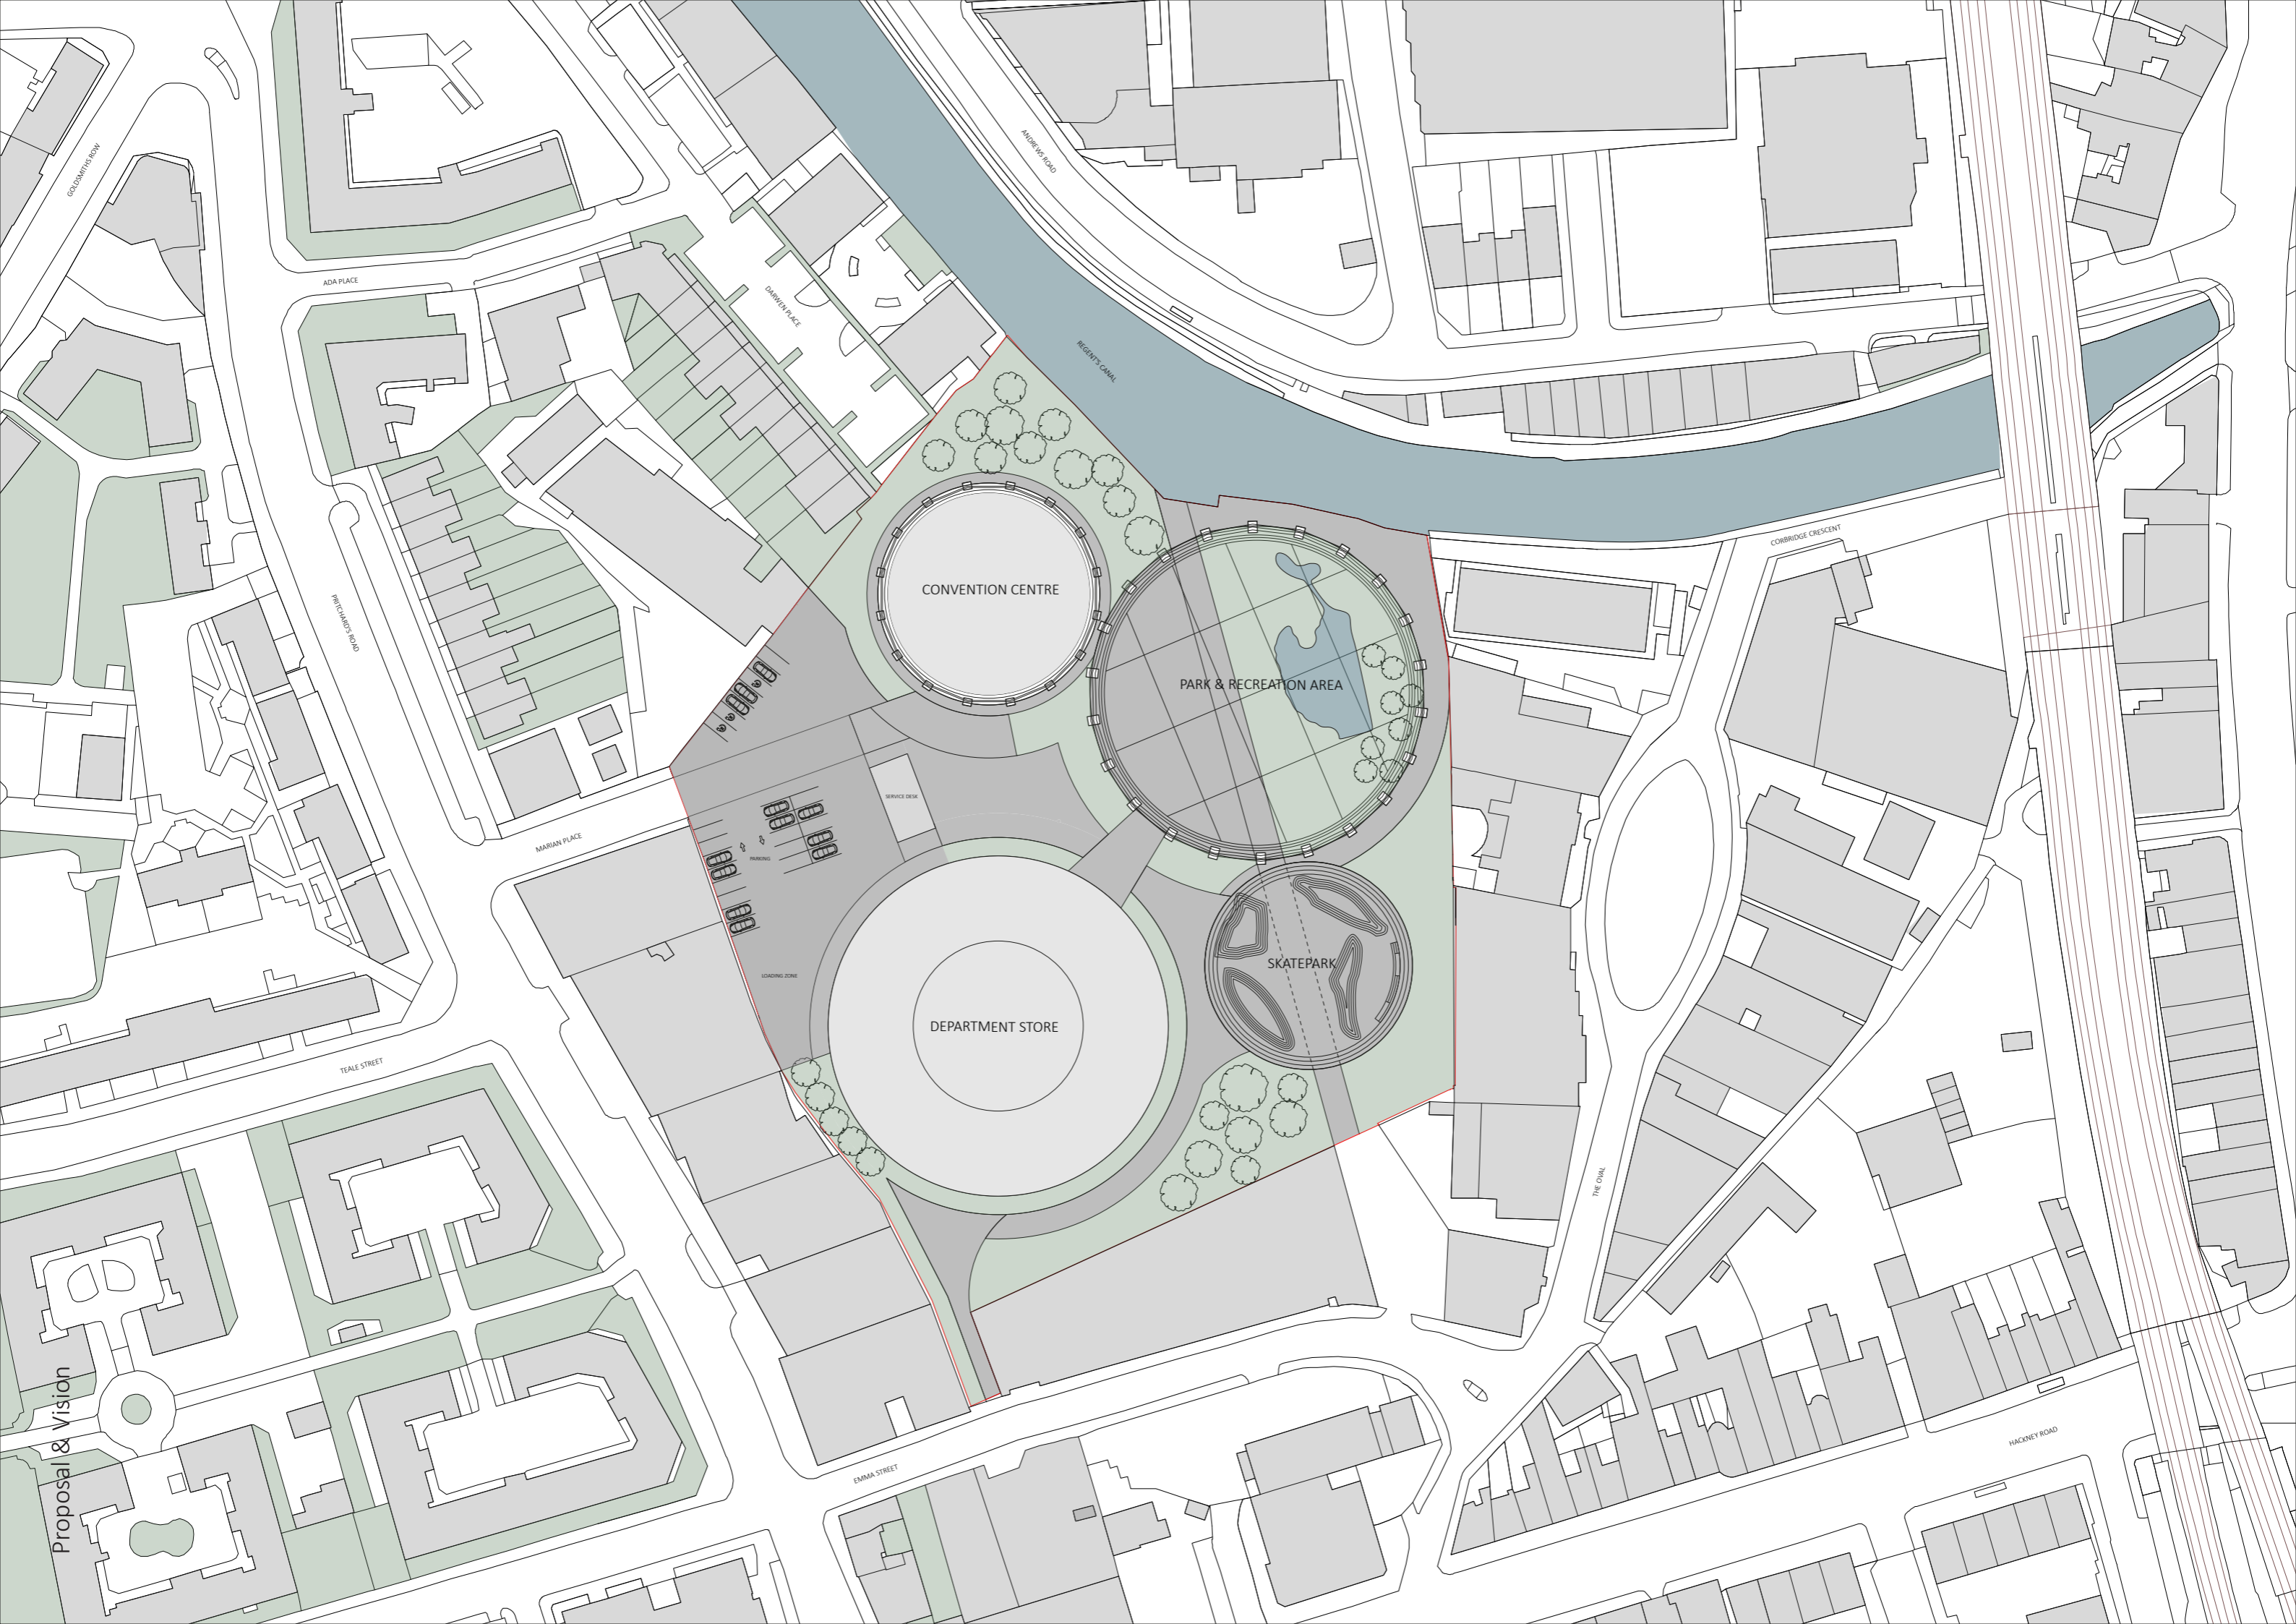 GOLDSMITHS ROW
ANDREWS ROAD
ADA PLACE
DARWEN PLACE
REGENT'S CANAL
CORBRIDGE CRESCENT
PRITCHARD'S ROAD
CONVENTION CENTRE
PARK & RECREATION AREA
SERVICE DESK
MARIAN PLACE
PARKING
LOADING ZONE
SKATEPARK
DEPARTMENT STORE
TEALE STREET
THE OVAL
Proposal & Vision
EMMA STREET
HACKNEY ROAD